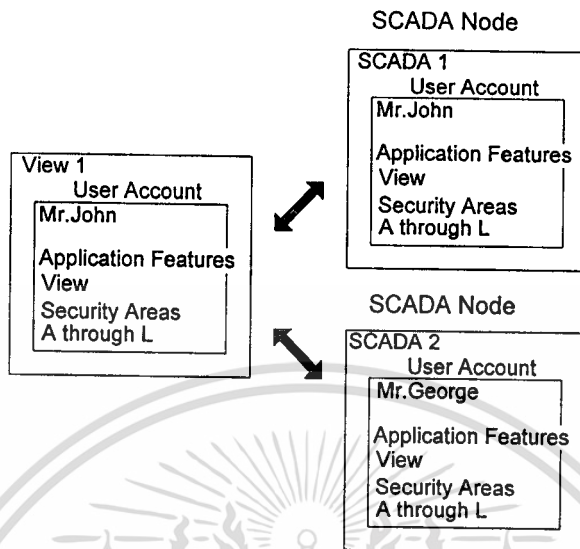 SCADA Node
SCADA 1
User Account
Mr.John
Application Features
View
Security Areas
A through L
View 1
User Account
Mr.John
Application Features
View
Security Areas
A through L
SCADA Node
SCADA 2
User Account
Mr.George
Application Features
View
Security Areas
A through L